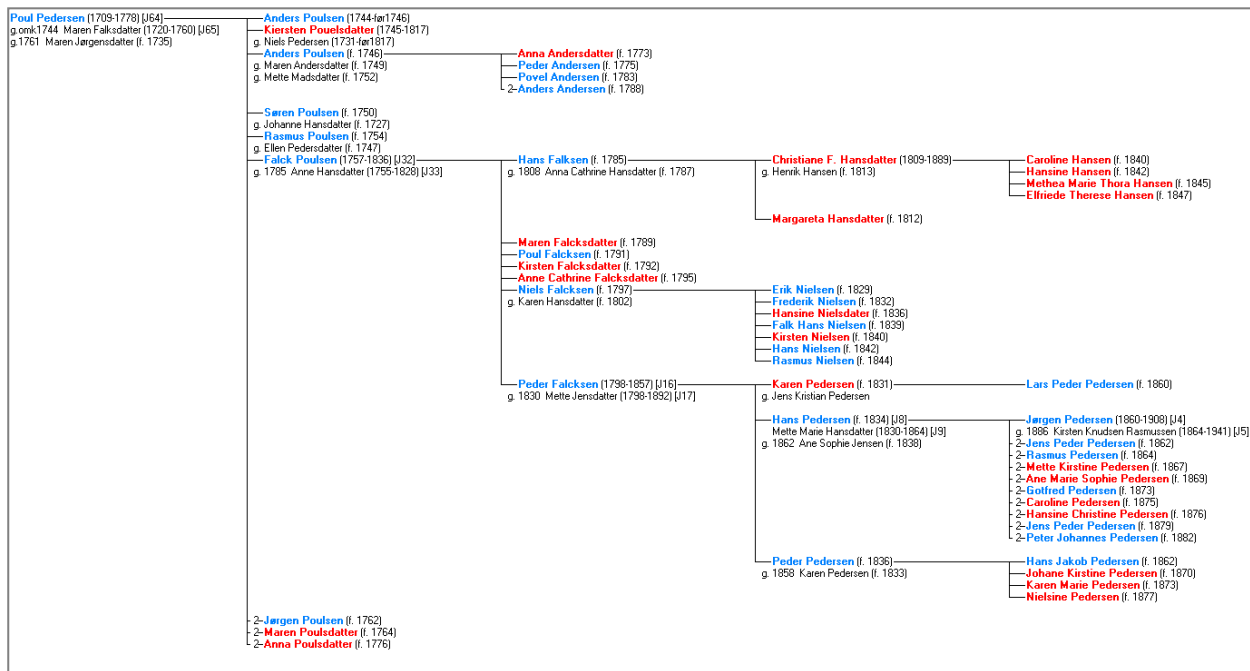 Poul Pedersen (1709-1778) [J64]
g.omk1744 Maren Falksdatter (1720-1760) [J65]
g.1761 Maren Jørgensdatter (f. 1735)
Anders Poulsen (1744-før1746)
Kiersten Pouelsdatter (1745-1817)
g. Niels Pedersen (1731-før1817)
Anders Poulsen (f. 1746)
g. Maren Andersdatter (f. 1749)
g. Mette Madsdatter (f. 1752)
Anna Andersdatter (f. 1773)
Peder Andersen (f. 1775)
Povel Andersen (f. 1783)
2-Anders Andersen (f. 1788)
Søren Poulsen (f. 1750)
g. Johanne Hansdatter (f. 1727)
Rasmus Poulsen (f. 1754)
g. Ellen Pedersdatter (f. 1747)
Falck Poulsen (1757-1836) [J32]
g. 1785 Anne Hansdatter (1755-1828) [J33]
Hans Falksen (f. 1785)
g. 1808 Anna Cathrine Hansdatter (f. 1787)
Christiane F. Hansdatter (1809-1889)
g. Henrik Hansen (f. 1813)
Caroline Hansen (f. 1840)
Hansine Hansen (f. 1842)
Methea Marie Thora Hansen (f. 1845)
Elfriede Therese Hansen (f. 1847)
Margareta Hansdatter (f. 1812)
Maren Falcksdatter (f. 1789)
Poul Falcksen (f. 1791)
Kirsten Falcksdatter (f. 1792)
Anne Cathrine Falcksdatter (f. 1795)
Niels Falcksen (f. 1797)
g. Karen Hansdatter (f. 1802)
Erik Nielsen (f. 1829)
Frederik Nielsen (f. 1832)
Hansine Nielsdater (f. 1836)
Falk Hans Nielsen (f. 1839)
Kirsten Nielsen (f. 1840)
Hans Nielsen (f. 1842)
Rasmus Nielsen (f. 1844)
Peder Falcksen (1798-1857) [J16]
g. 1830 Mette Jensdatter (1798-1892) [J17]
Karen Pedersen (f. 1831)
g. Jens Kristian Pedersen
Lars Peder Pedersen (f. 1860)
Hans Pedersen (f. 1834) [J8]
Mette Marie Hansdatter (1830-1864) [J9]
g. 1862 Ane Sophie Jensen (f. 1838)
Jørgen Pedersen (1860-1908) [J4]
g. 1886 Kirsten Knudsen Rasmussen (1864-1941) [J5]
2-Jens Peder Pedersen (f. 1862)
2-Rasmus Pedersen (f. 1864)
2-Mette Kirstine Pedersen (f. 1867)
2-Ane Marie Sophie Pedersen (f. 1869)
2-Gotfred Pedersen (f. 1873)
2-Caroline Pedersen (f. 1875)
2-Hansine Christine Pedersen (f. 1876)
2-Jens Peder Pedersen (f. 1879)
2-Peter Johannes Pedersen (f. 1882)
Peder Pedersen (f. 1836)
g. 1858 Karen Pedersen (f. 1833)
Hans Jakob Pedersen (f. 1862)
Johane Kirstine Pedersen (f. 1870)
Karen Marie Pedersen (f. 1873)
Nielsine Pedersen (f. 1877)
2-Jørgen Poulsen (f. 1762)
2-Maren Poulsdatter (f. 1764)
2-Anna Poulsdatter (f. 1776)